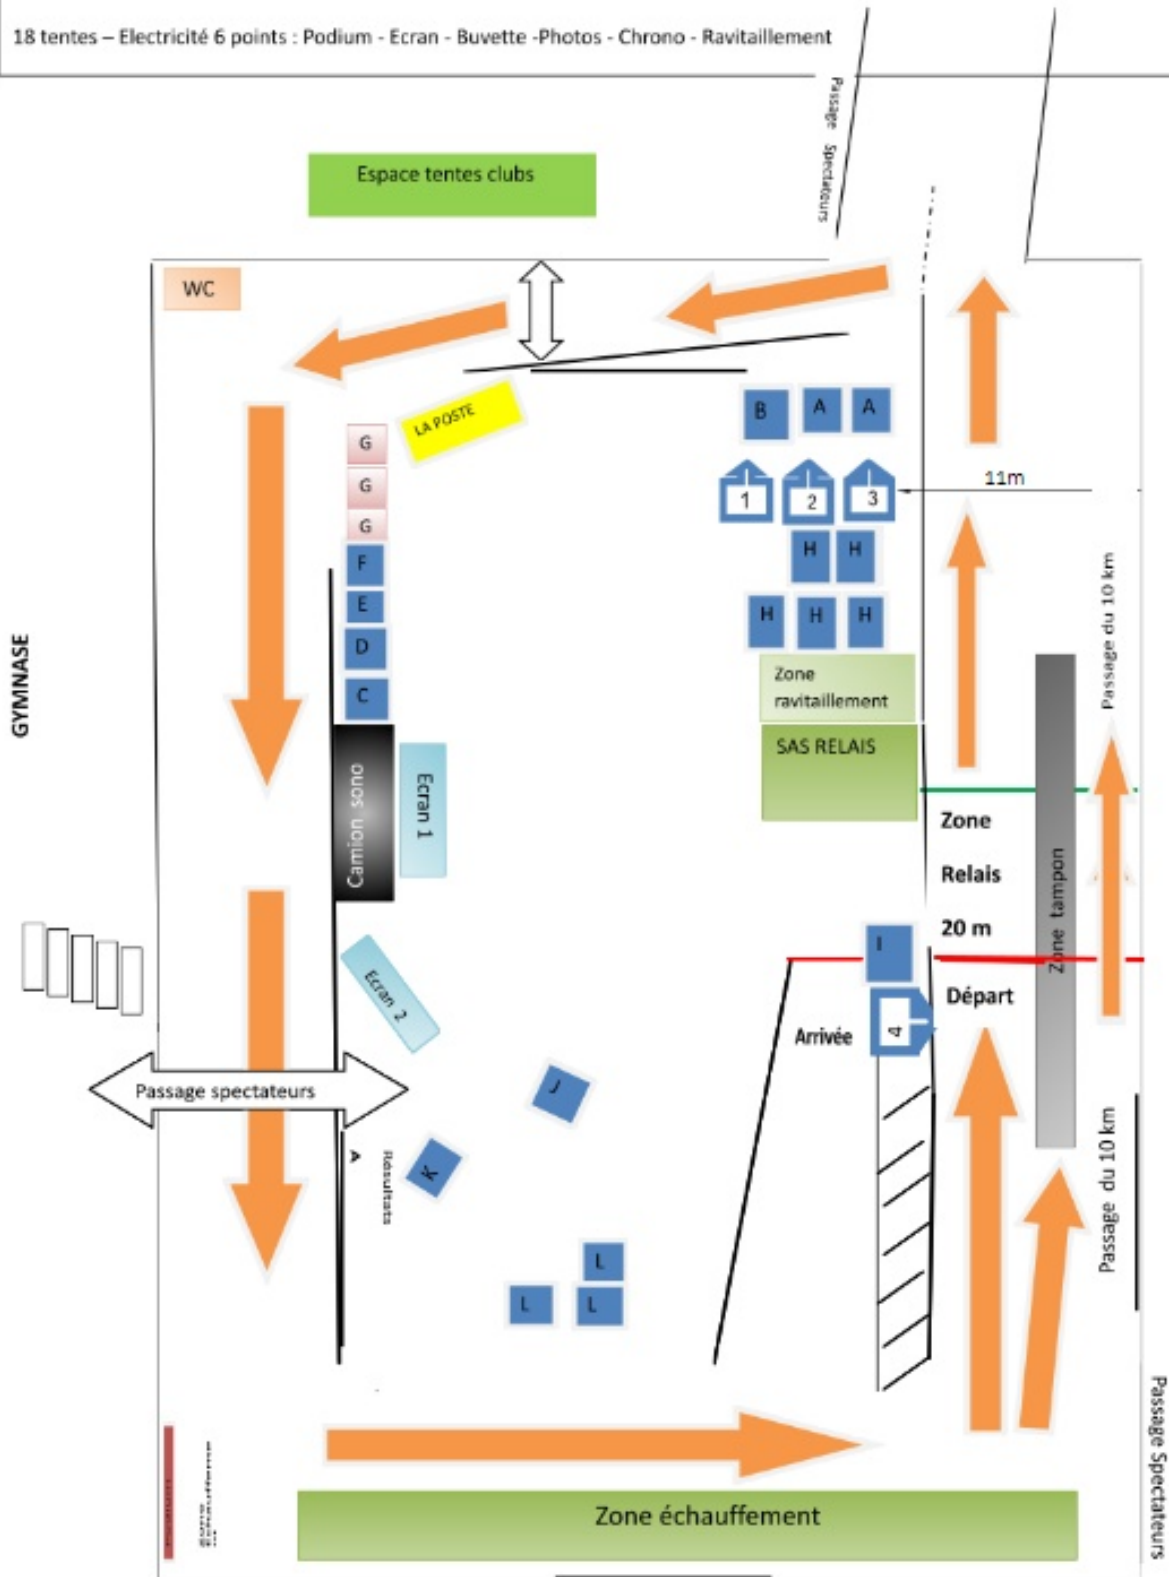 18 tentes – Electricité 6 points : Podium - Ecran - Buvette -Photos - Chrono - Ravitaillement
Passage Spectateurs
Espace tentes clubs
WC
LA POSTE
B
A
A
G
G
G
F
E
D
C
1
2
3
11m
H
H
H
H
H
Passage du 10 km
GYMNASE
Zone
ravitaillement
SAS RELAIS
Camion sono
Ecran 1
Zone
Relais
20 m
Zone tampon
I
Ecran 2
Départ
Arrivée
4
Passage spectateurs
J
A
Résultats
K
Passage du 10 km
L
L
L
Passage Spectateurs
Zone échauffement